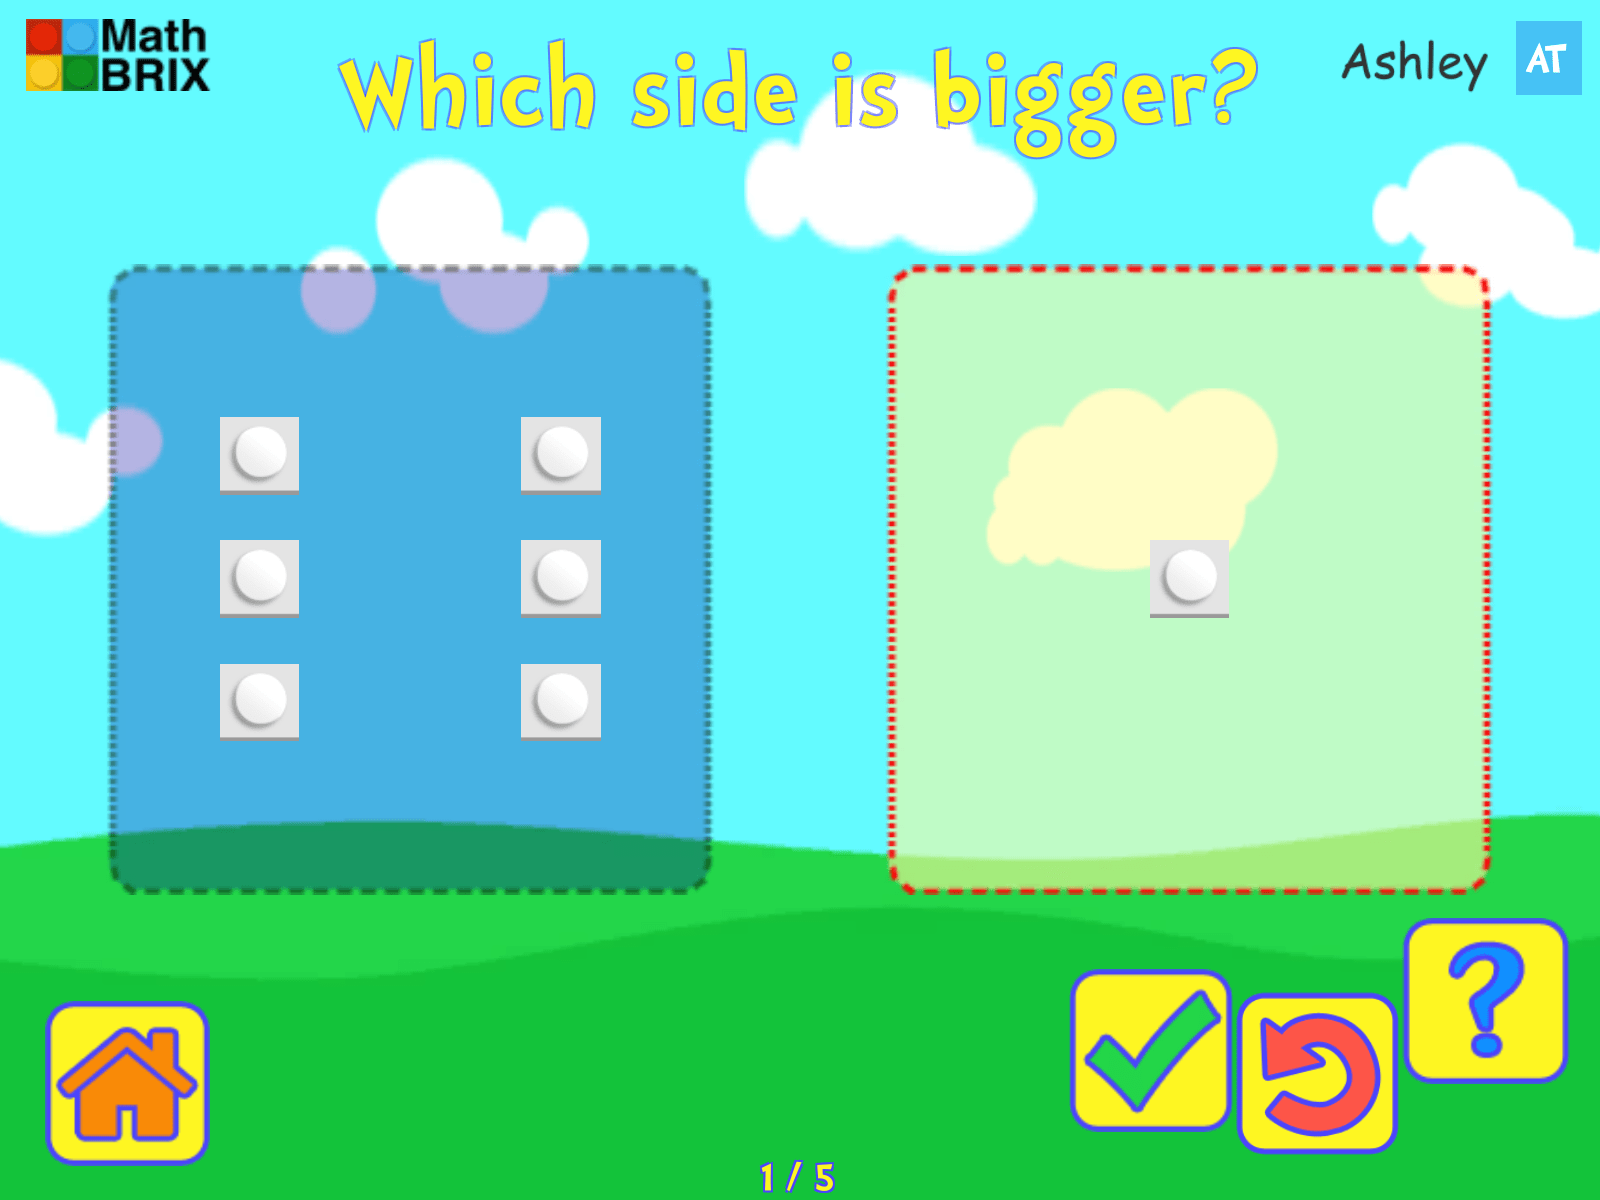 Math
BRIX
Which side is bigger?
Ashley
AT
?
1 / 5